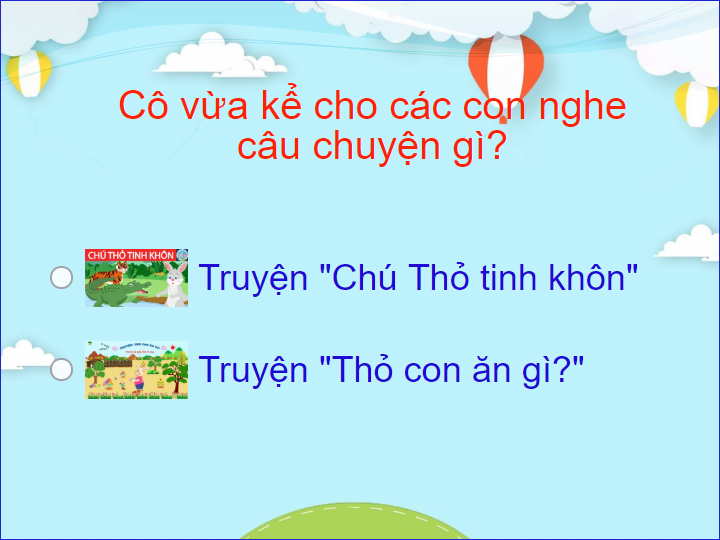 Cô vừa kể cho các con nghe
câu chuyện gì?
CHÚ THỎ TINH KHÔN
Truyện "Chú Thỏ tinh khôn"
Truyện "Thỏ con ăn gì?"